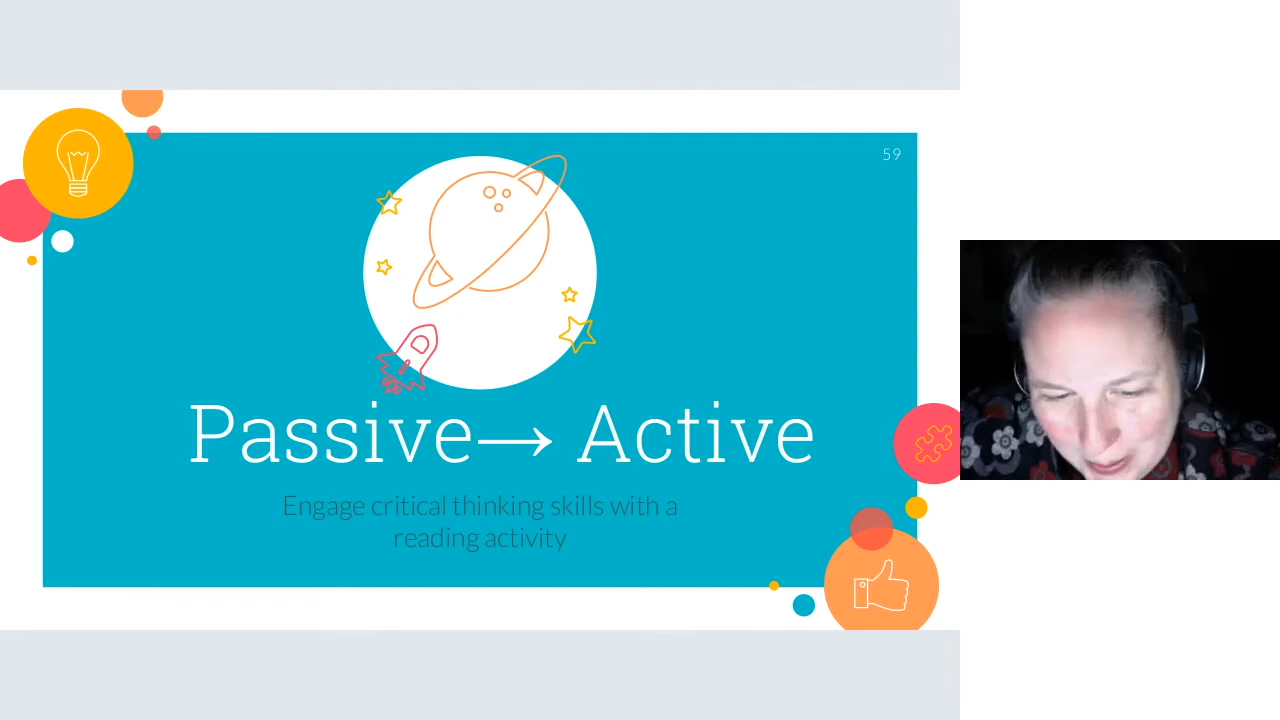 59
Passive→ Active
Engage critical thinking skills with a
reading activity